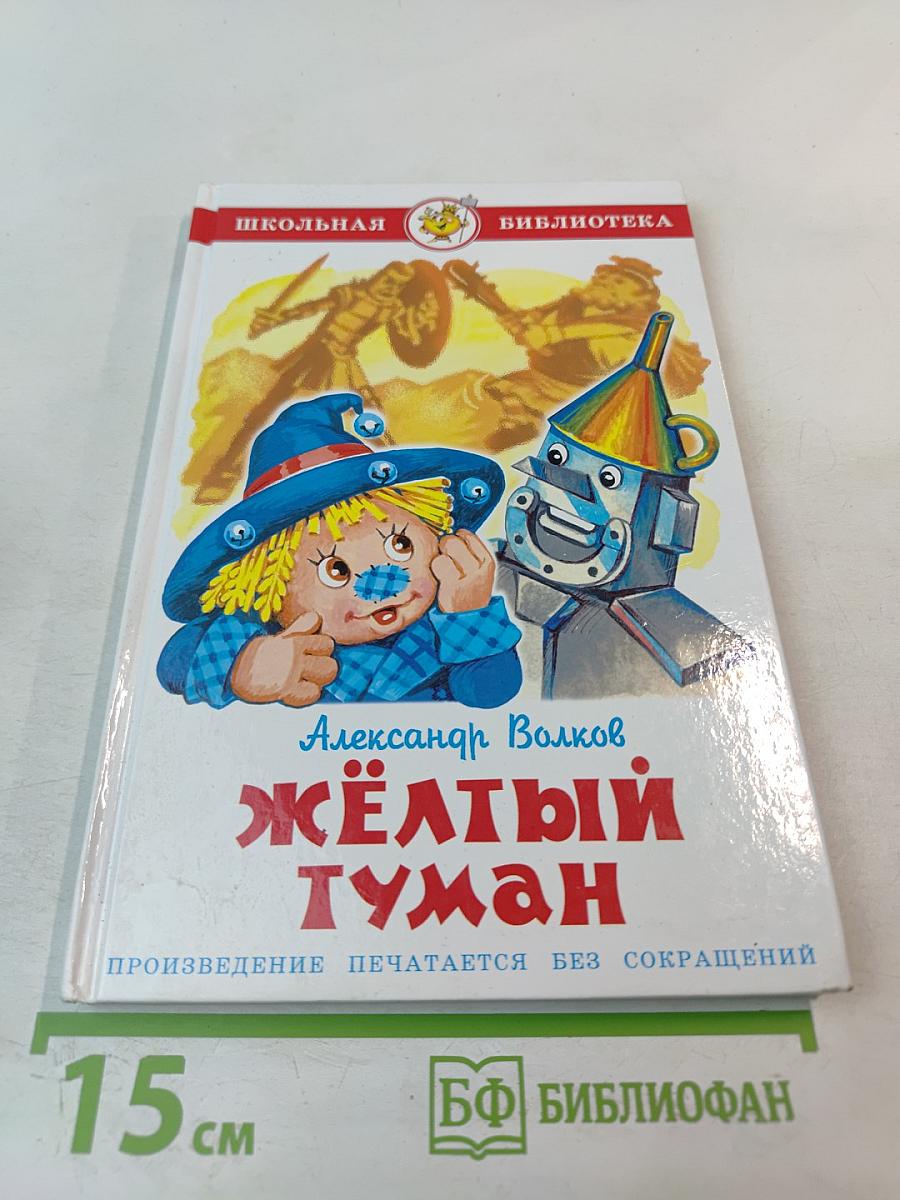 ШКОЛЬНАЯ БИБЛИОТЕКА
Александр Волков
ЖЁЛТЫЙ
ТУМАН
ПРОИЗВЕДЕНИЕ ПЕЧАТАЕТСЯ БЕЗ СОКРАЩЕНИЙ
15 см
БФ БИБЛИОФАН